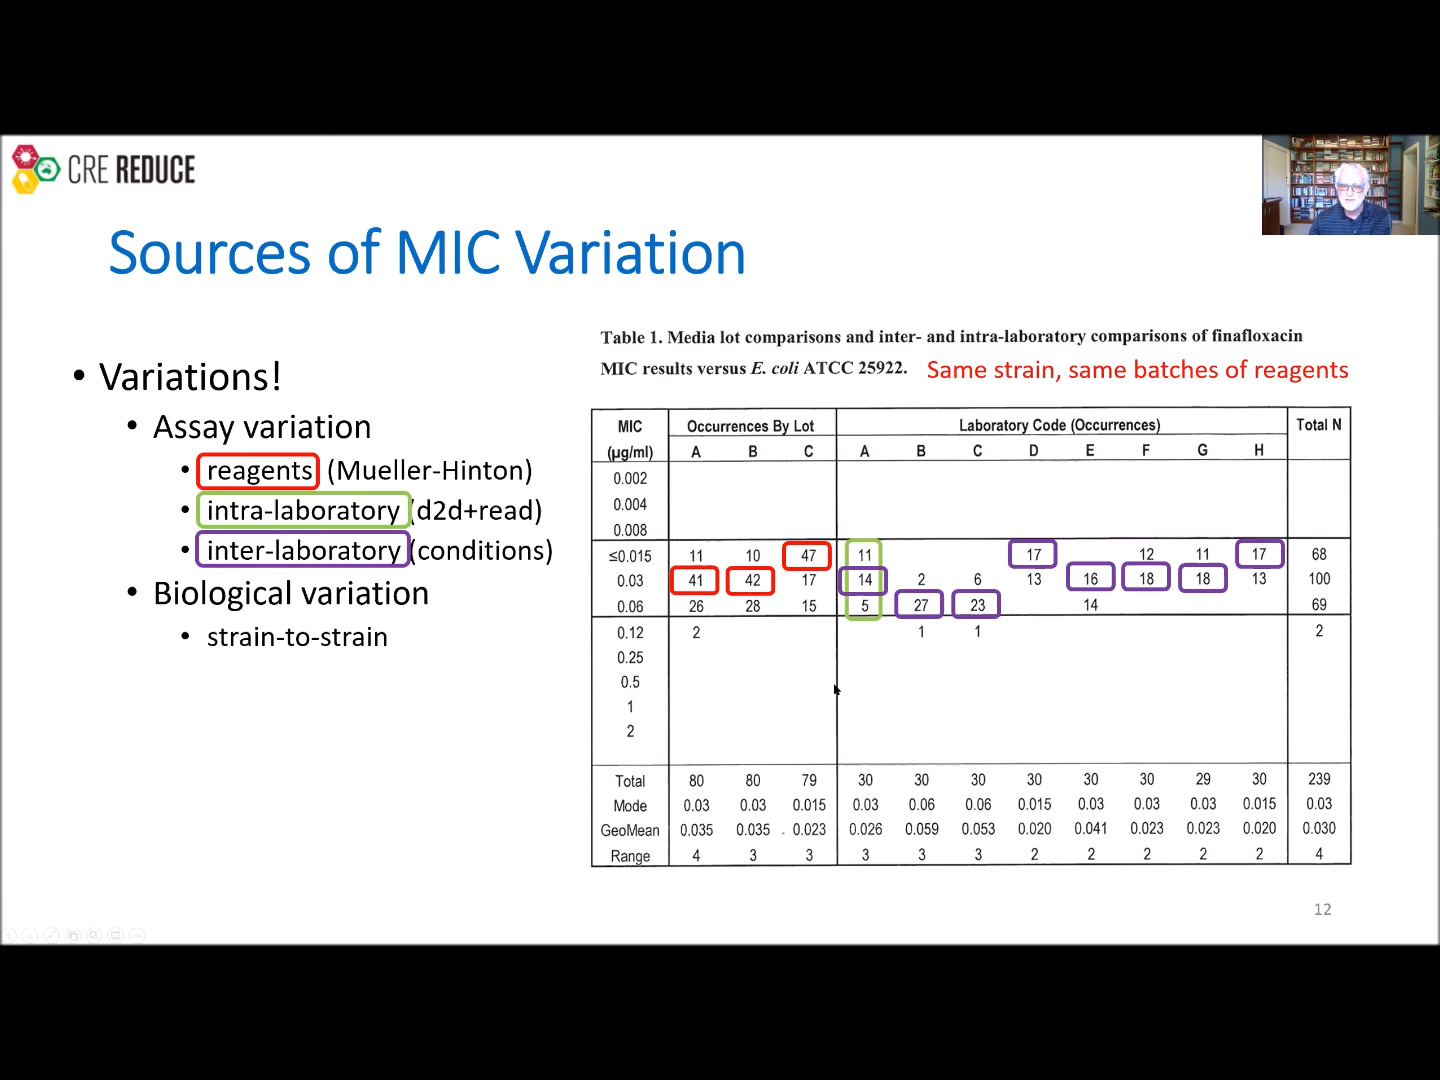 CRE REDUCE
Sources of MIC Variation
• Variations!
• Assay variation
• reagents (Mueller-Hinton)
• intra-laboratory (d2d+read)
• inter-laboratory (conditions)
• Biological variation
• strain-to-strain
Table 1. Media lot comparisons and inter- and intra-laboratory comparisons of finafloxacin
MIC results versus E. coli ATCC 25922. Same strain, same batches of reagents
MIC Occurrences By Lot Laboratory Code (Occurrences) Total N
(µg/ml) A B C A B C D E F G H
0.002
0.004
0.008
≤0.015 11 10 47 11 17 12 11 17 68
0.03 41 42 17 14 2 6 13 16 18 18 13 100
0.06 26 28 15 5 27 23 14 69
0.12 2 1 1 2
0.25
0.5
1
2
Total 80 80 79 30 30 30 30 30 30 29 30 239
Mode 0.03 0.03 0.015 0.03 0.06 0.06 0.015 0.03 0.03 0.03 0.015 0.03
GeoMean 0.035 0.035 0.023 0.026 0.059 0.053 0.020 0.041 0.023 0.023 0.020 0.030
Range 4 3 3 3 3 3 2 2 2 2 2 4
12